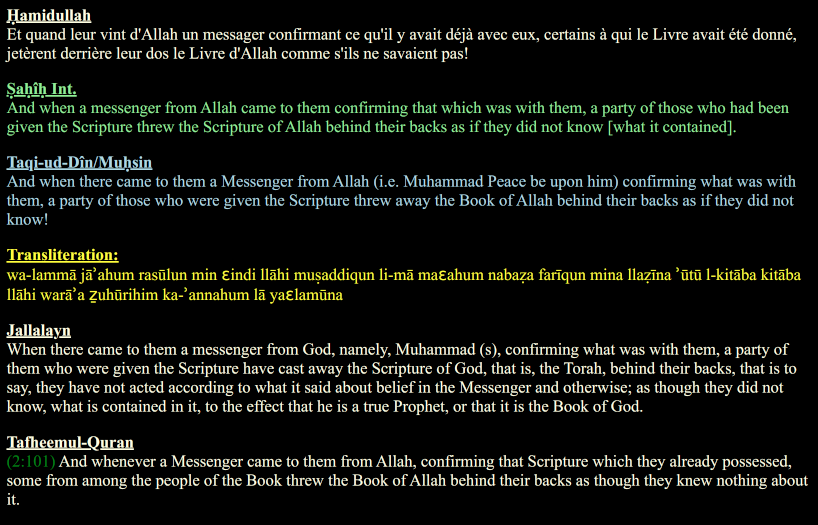 Ḥamidullah
Et quand leur vint d'Allah un messager confirmant ce qu'il y avait déjà avec eux, certains à qui le Livre avait été donné,
jetèrent derrière leur dos le Livre d'Allah comme s'ils ne savaient pas!
Ṣaḥîḥ Int.
And when a messenger from Allah came to them confirming that which was with them, a party of those who had been
given the Scripture threw the Scripture of Allah behind their backs as if they did not know [what it contained].
Taqi-ud-Dîn/Muḥsin
And when there came to them a Messenger from Allah (i.e. Muhammad Peace be upon him) confirming what was with
them, a party of those who were given the Scripture threw away the Book of Allah behind their backs as if they did not
know!
Transliteration:
wa-lammā jāʾahum rasūlun min ɛindi llāhi muṣaddiqun li-mā maɛahum nabaẓa farīqun mina llaẓīna ʾūtū l-kitāba kitāba
llāhi warāʾa ẕuhūrihim ka-ʾannahum lā yaɛlamūna
Jallalayn
When there came to them a messenger from God, namely, Muhammad (s), confirming what was with them, a party of
them who were given the Scripture have cast away the Scripture of God, that is, the Torah, behind their backs, that is to
say, they have not acted according to what it said about belief in the Messenger and otherwise; as though they did not
know, what is contained in it, to the effect that he is a true Prophet, or that it is the Book of God.
Tafheemul-Quran
(2:101) And whenever a Messenger came to them from Allah, confirming that Scripture which they already possessed,
some from among the people of the Book threw the Book of Allah behind their backs as though they knew nothing about
it.